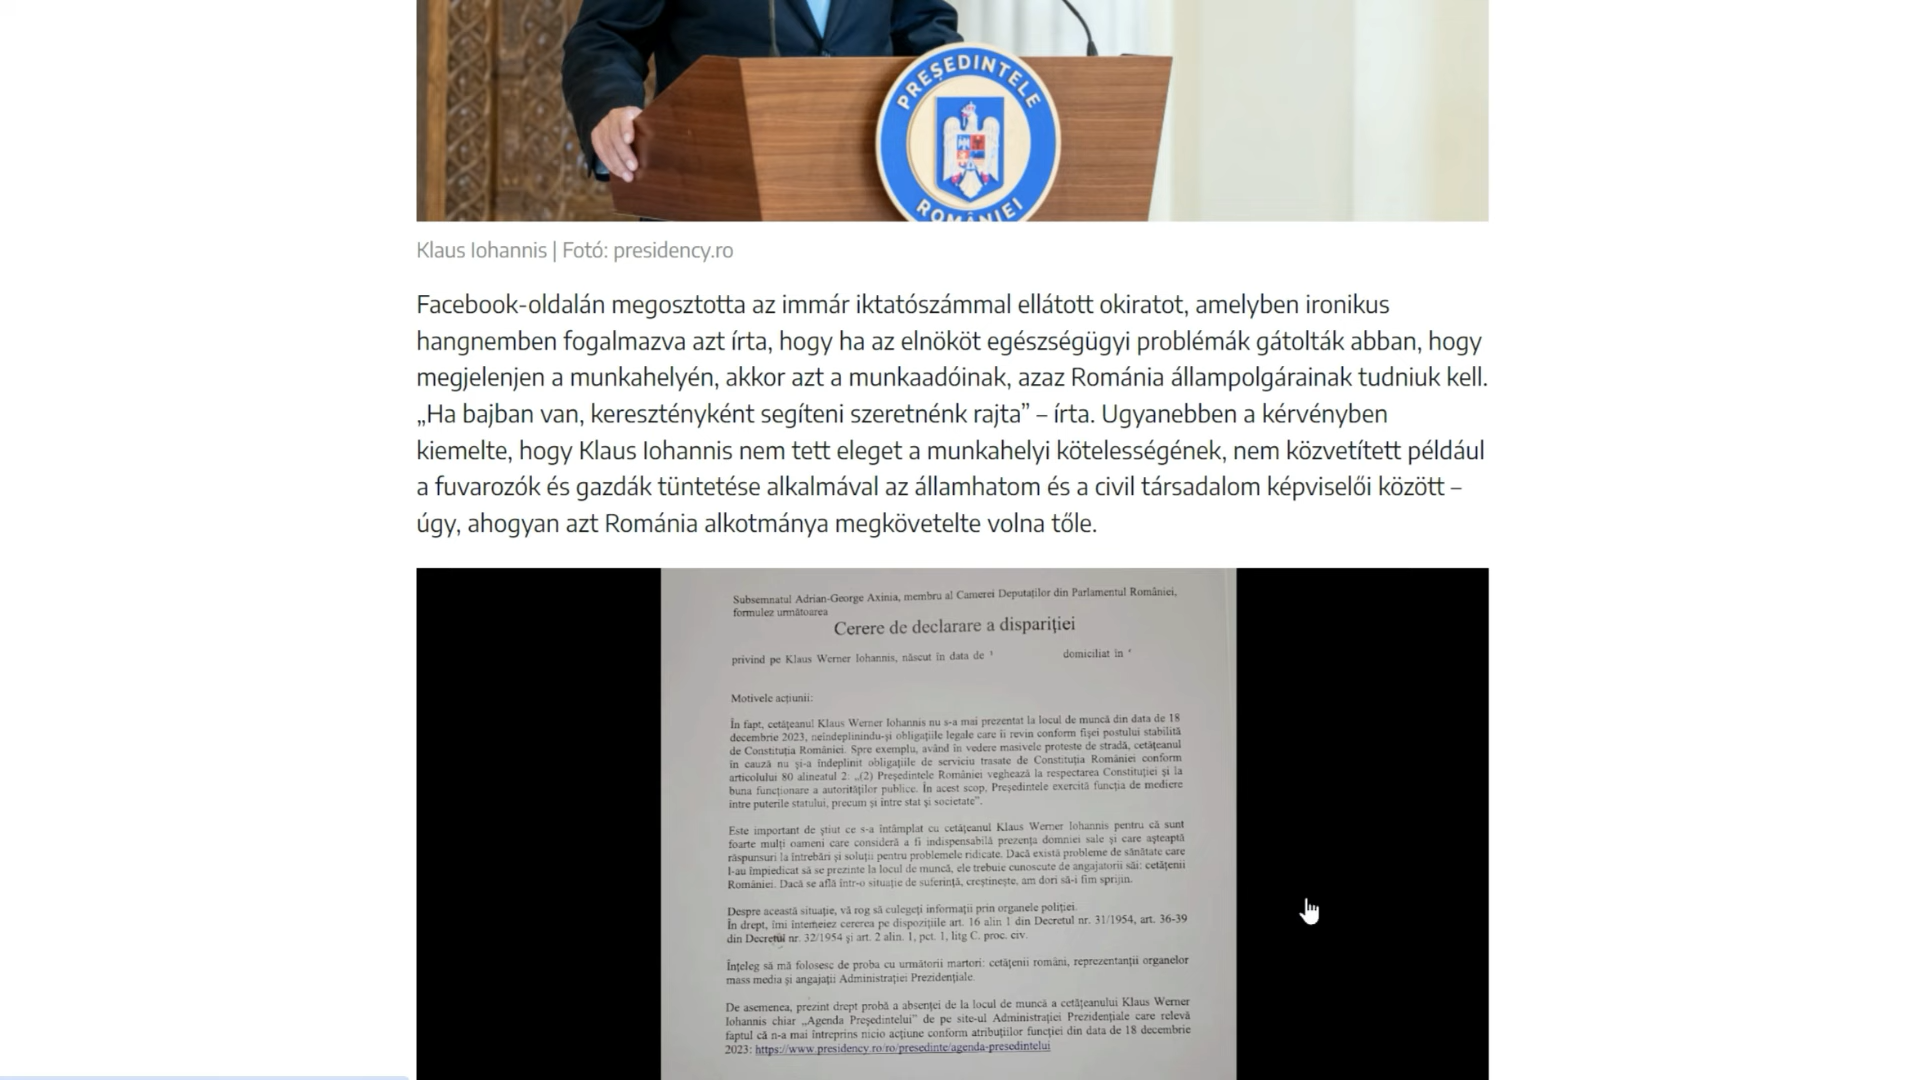 PREȘEDINTELE
ROMÂNIEI
Klaus Iohannis | Fotó: presidency.ro
Facebook-oldalán megosztotta az immár iktatószámmal ellátott okiratot, amelyben ironikus
hangnemben fogalmazva azt írta, hogy ha az elnököt egészségügyi problémák gátolták abban, hogy
megjelenjen a munkahelyén, akkor azt a munkaadóinak, azaz Románia állampolgárainak tudniuk kell.
„Ha bajban van, keresztényként segíteni szeretnénk rajta” – írta. Ugyanebben a kérvényben
kiemelte, hogy Klaus Iohannis nem tett eleget a munkahelyi kötelességének, nem közvetített például
a fuvarozók és gazdák tüntetése alkalmával az államhatom és a civil társadalom képviselői között –
úgy, ahogyan azt Románia alkotmánya megkövetelte volna tőle.
Subsemnatul Adrian-George Axinia, membru al Camerei Deputaților din Parlamentul României,
formulez următoarea
Cerere de declarare a dispariției
privind pe Klaus Werner Iohannis, născut în data de domiciliat în
Motivele acțiunii:
În fapt, cetățeanul Klaus Werner Iohannis nu s-a mai prezentat la locul de muncă din data de 18
decembrie 2023, neîndeplinindu-și obligațiile legale care îi revin conform fișei postului stabilită
de Constituția României. Spre exemplu, având în vedere masivele proteste de stradă, cetățeanul
în cauză nu și-a îndeplinit obligațiile de serviciu trasate de Constituția României conform
articolului 80 alineatul 2: „(2) Președintele României veghează la respectarea Constituției și la
buna funcționare a autorităților publice. În acest scop, Președintele exercită funcția de mediere
între puterile statului, precum și între stat și societate”.
Este important de știut ce s-a întâmplat cu cetățeanul Klaus Werner Iohannis pentru că sunt
foarte mulți oameni care consideră a fi indispensabilă prezența domniei sale și care așteaptă
răspunsuri la întrebări și soluții pentru problemele ridicate. Dacă există probleme de sănătate care
l-au împiedicat să se prezinte la locul de muncă, ele trebuie cunoscute de angajatorii săi: cetățenii
României. Dacă se află într-o situație de suferință, creștinește, am dori să-i fim sprijin.
Despre această situație, vă rog să culegeți informații prin organele poliției.
În drept, îmi întemeiez cererea pe dispozițiile art. 16 alin 1 din Decretul nr. 31/1954, art. 36-39
din Decretul nr. 32/1954 și art. 2 alin. 1, pct. 1, litg C. proc. civ.
Înțeleg să mă folosesc de proba cu următorii martori: cetățenii români, reprezentanții organelor
mass media și angajații Administrației Prezidențiale.
De asemenea, prezint drept probă a absenței de la locul de muncă a cetățeanului Klaus Werner
Iohannis chiar „Agenda Președintelui” de pe site-ul Administrației Prezidențiale care relevă
faptul că n-a mai întreprins nicio acțiune conform atribuțiilor funcției din data de 18 decembrie
2023: https://www.presidency.ro/ro/presedinte/agenda-presedintelui